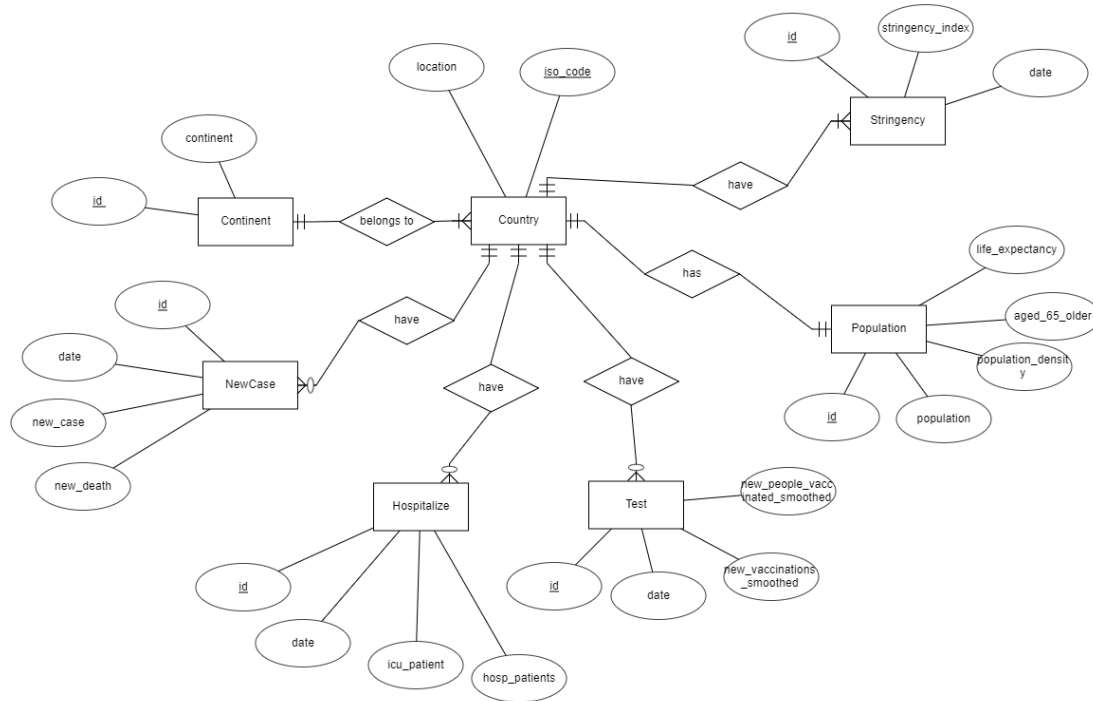 stringency_index
id
location
iso_code
date
continent
Stringency
have
id
Continent
belongs to
Country
life_expectancy
has
id
have
aged_65_older
Population
date
population_densit
y
NewCase
have
have
new_case
id
population
new_death
new_people_vacc
inated_smoothed
Hospitalize
Test
id
id
new_vaccinations
_smoothed
date
date
icu_patient
hosp_patients